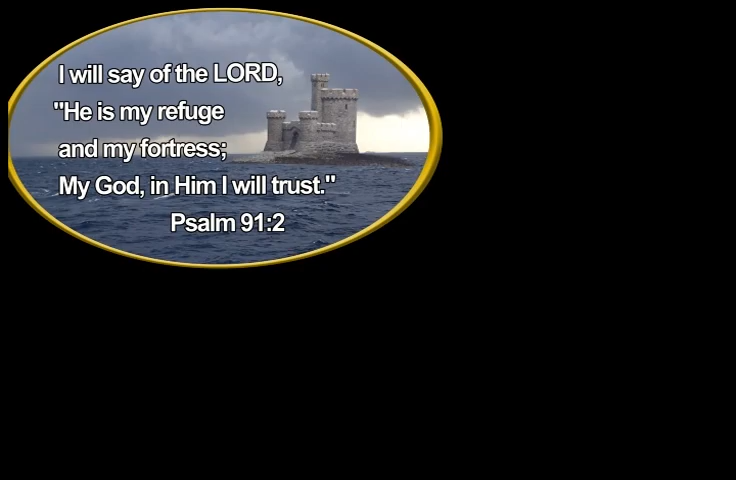 I will say of the LORD,
"He is my refuge
and my fortress;
My God, in Him I will trust."
Psalm 91:2